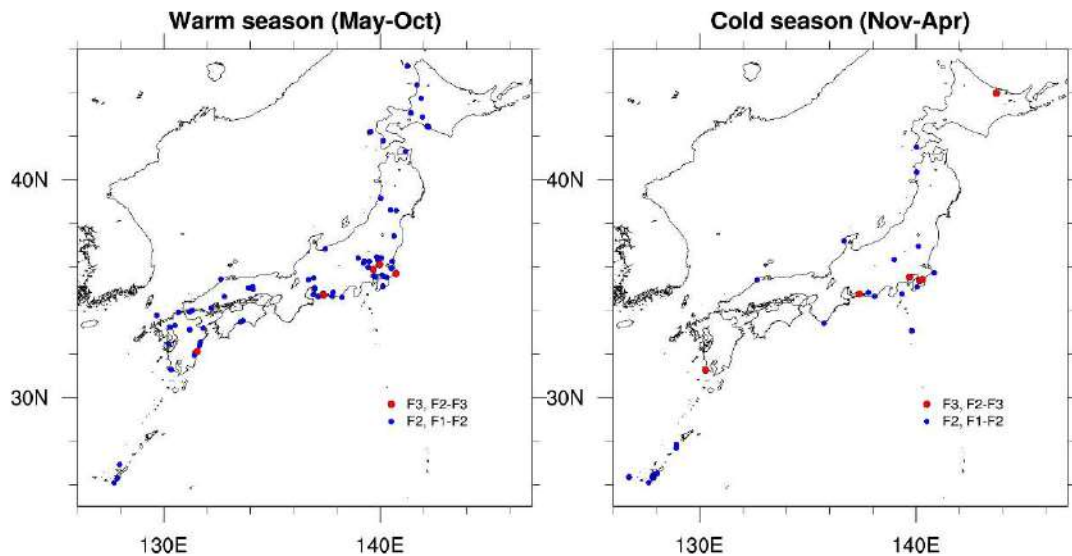 Warm season (May-Oct)
Cold season (Nov-Apr)
40N
40N
30N
30N
F3, F2-F3
F2, F1-F2
F3, F2-F3
F2, F1-F2
130E
140E
130E
140E